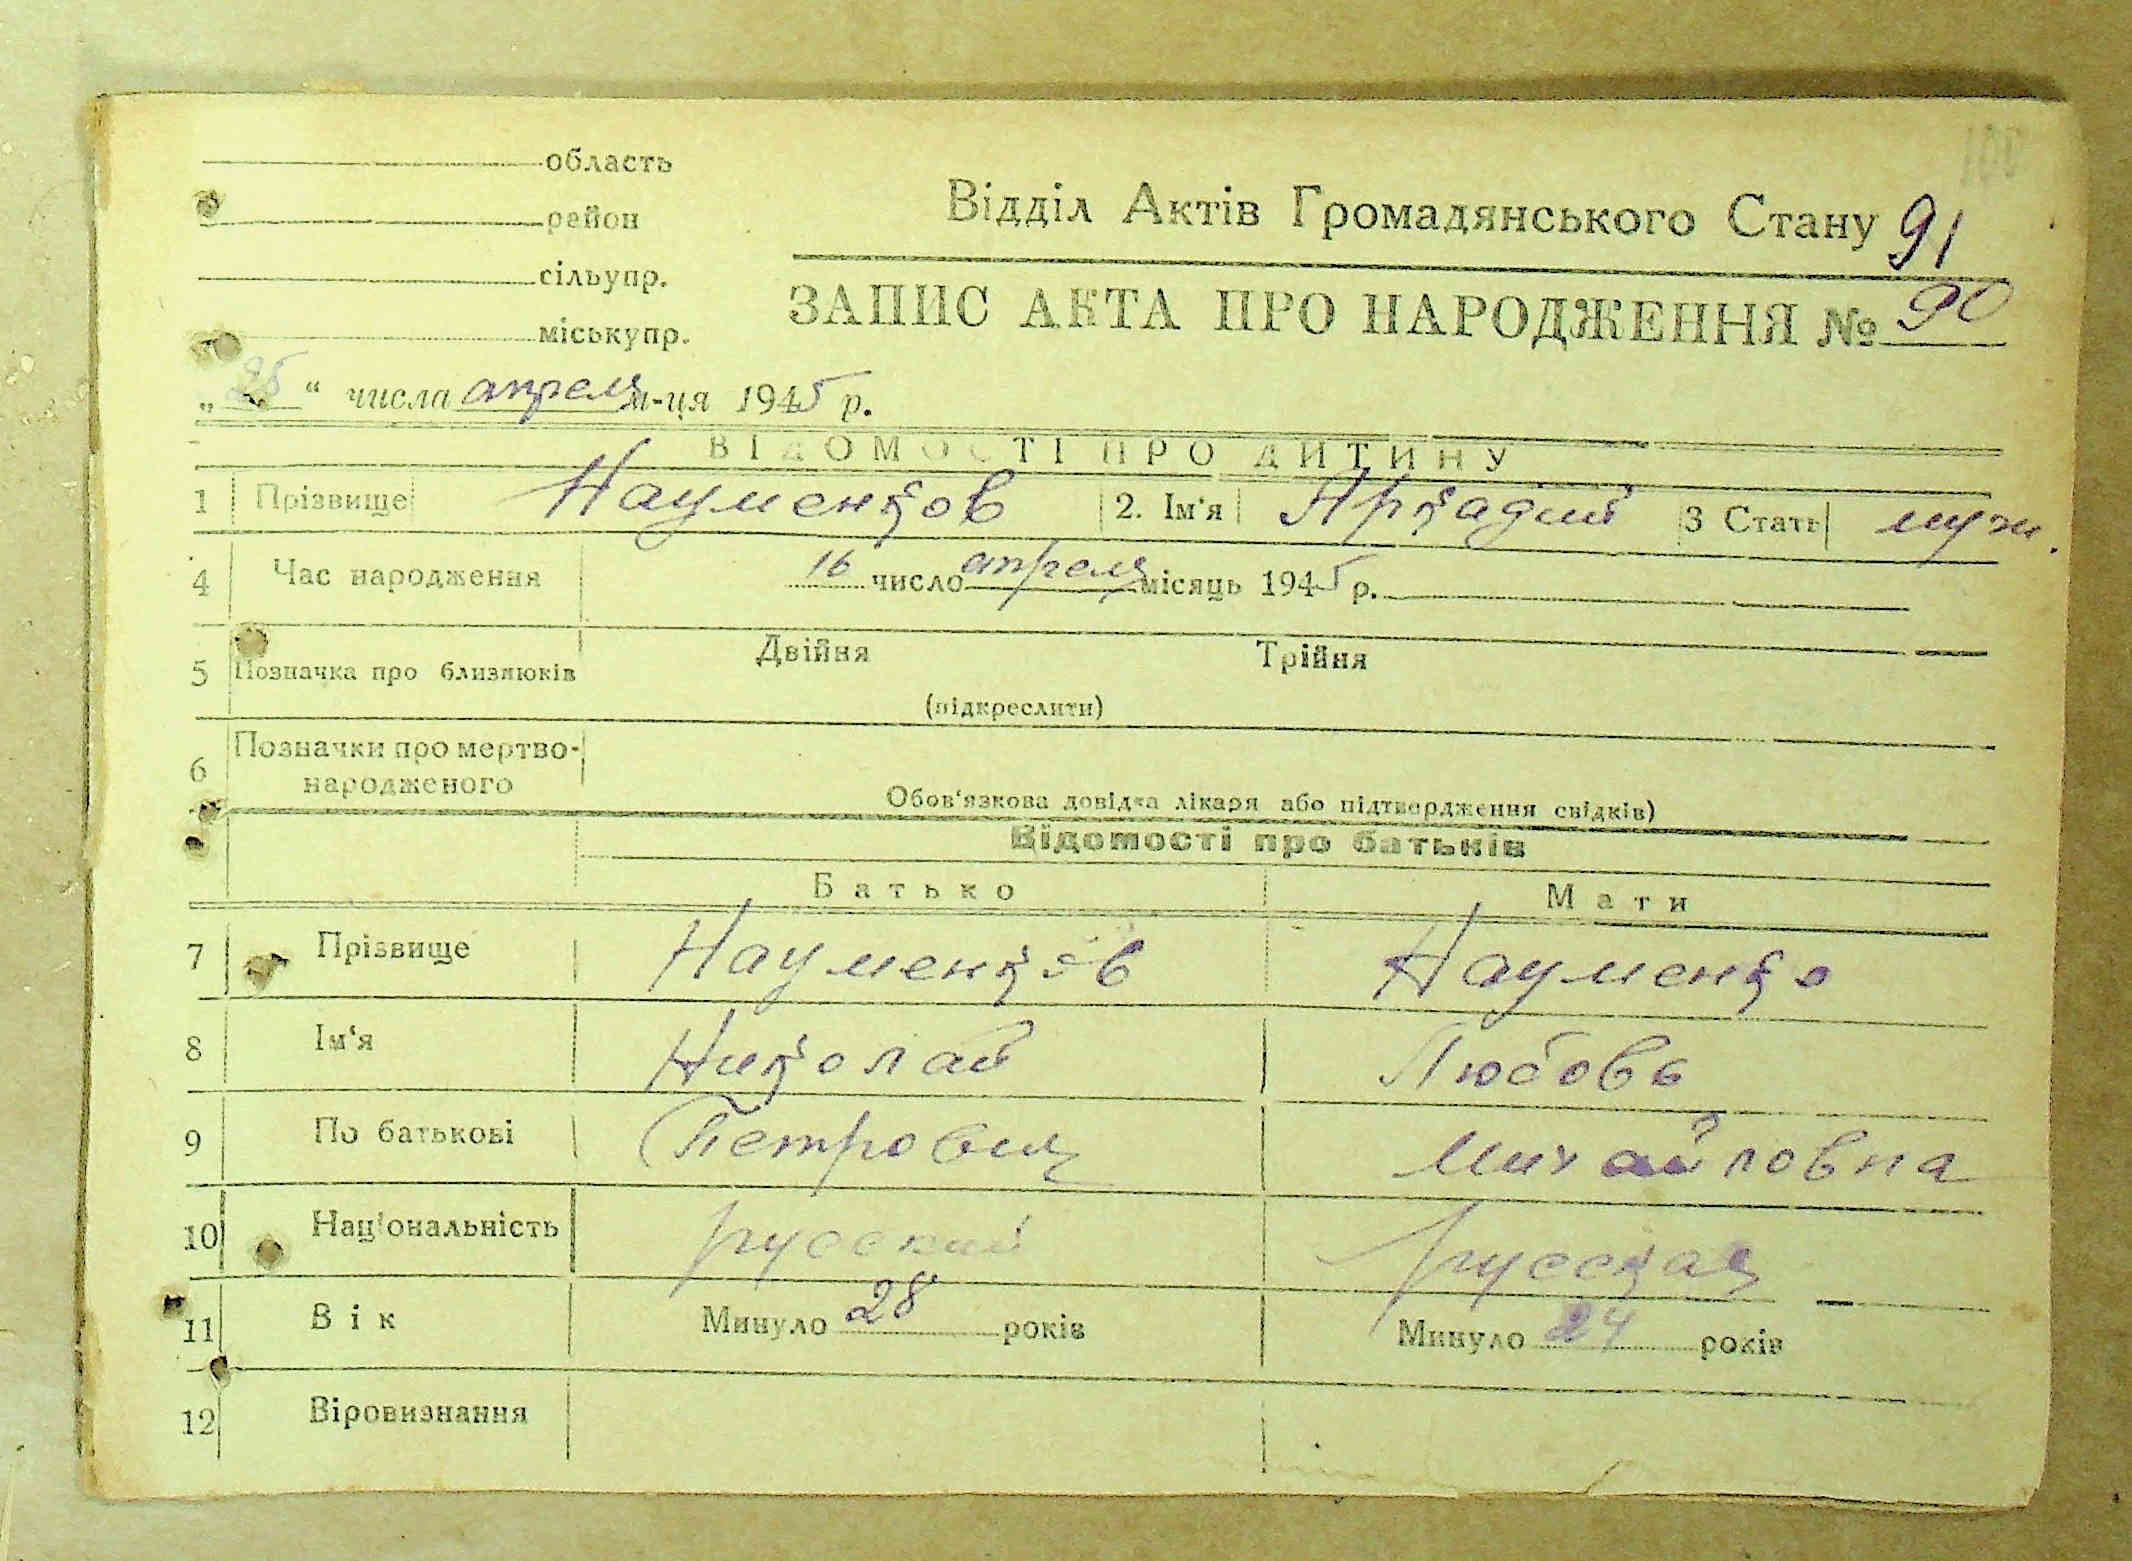 область
район
сільупр.
міськупр.
Відділ Актів Громадянського Стану 91
ЗАПИС АКТА ПРО НАРОДЖЕННЯ № 90
„25“ числа апреля м-ця 1945 р.
ВІДОМОСТІ ПРО ДИТИНУ
1 Прізвище Науменков 2. Ім'я Аркадий 3 Стать муж.
4 Час народження 16 число апреля місяць 1945 р.
5 Позначка про близнюків Двійня Трійня
(підкреслити)
6 Позначки про мертво-
народженого
Обов'язкова довідка лікаря або підтвердження свідків)
Відомості про батьків
Батько Мати
7 Прізвище Науменков Науменко
8 Ім'я Николай Любовь
9 По батькові Петрович Михайловна
10 Національність русский русская
11 Вік Минуло 28 років Минуло 24 років
12 Віровизнання